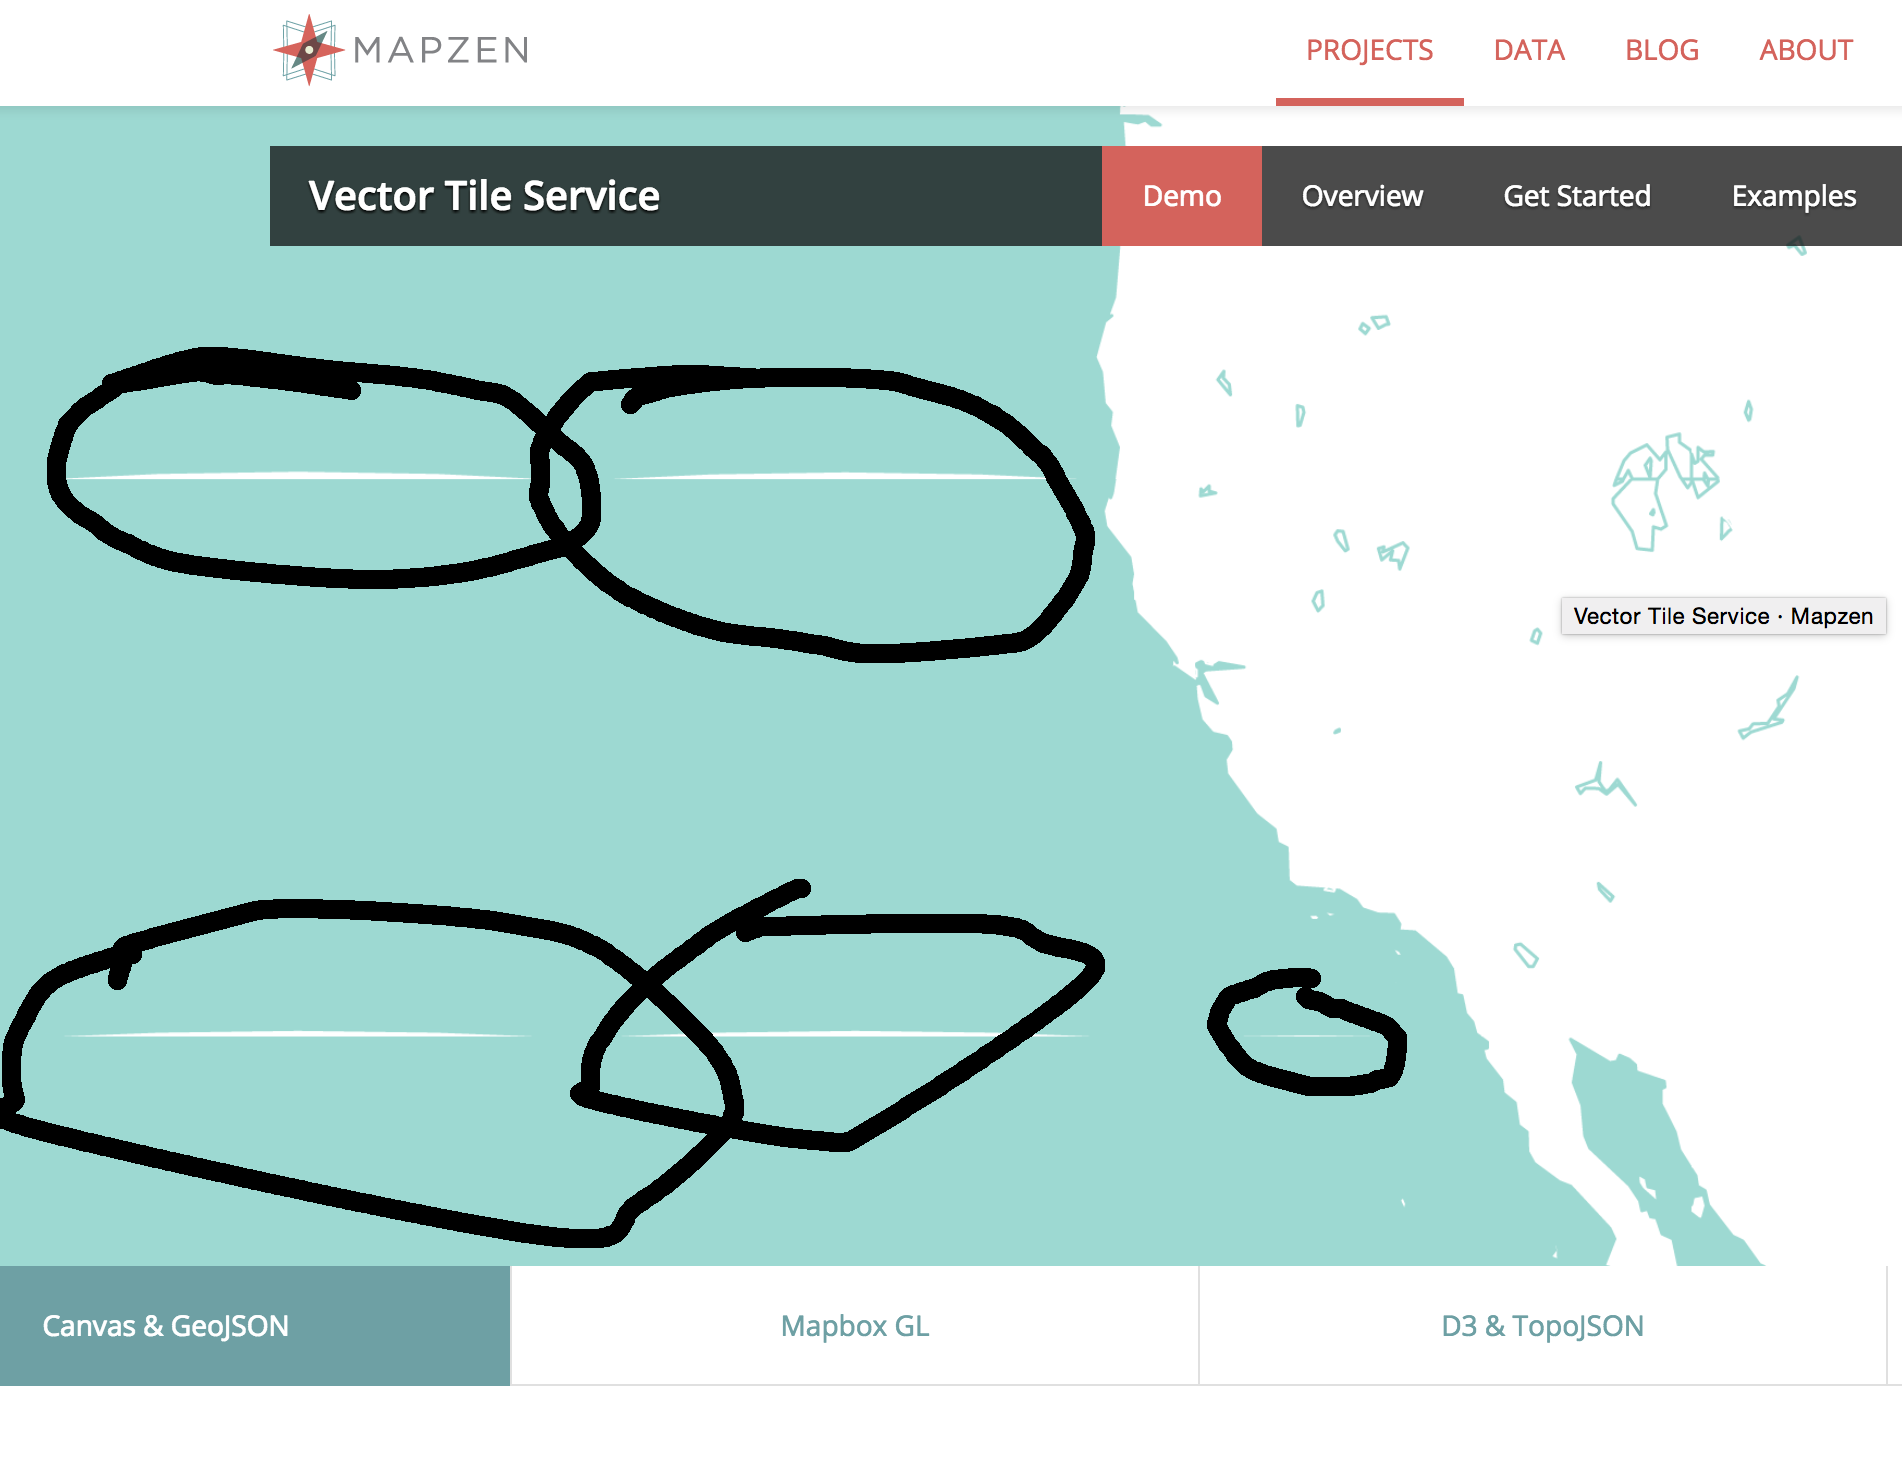 MAPZEN
PROJECTS DATA BLOG ABOUT
Vector Tile Service
Demo Overview Get Started Examples
Vector Tile Service · Mapzen
Canvas & GeoJSON
Mapbox GL
D3 & TopoJSON